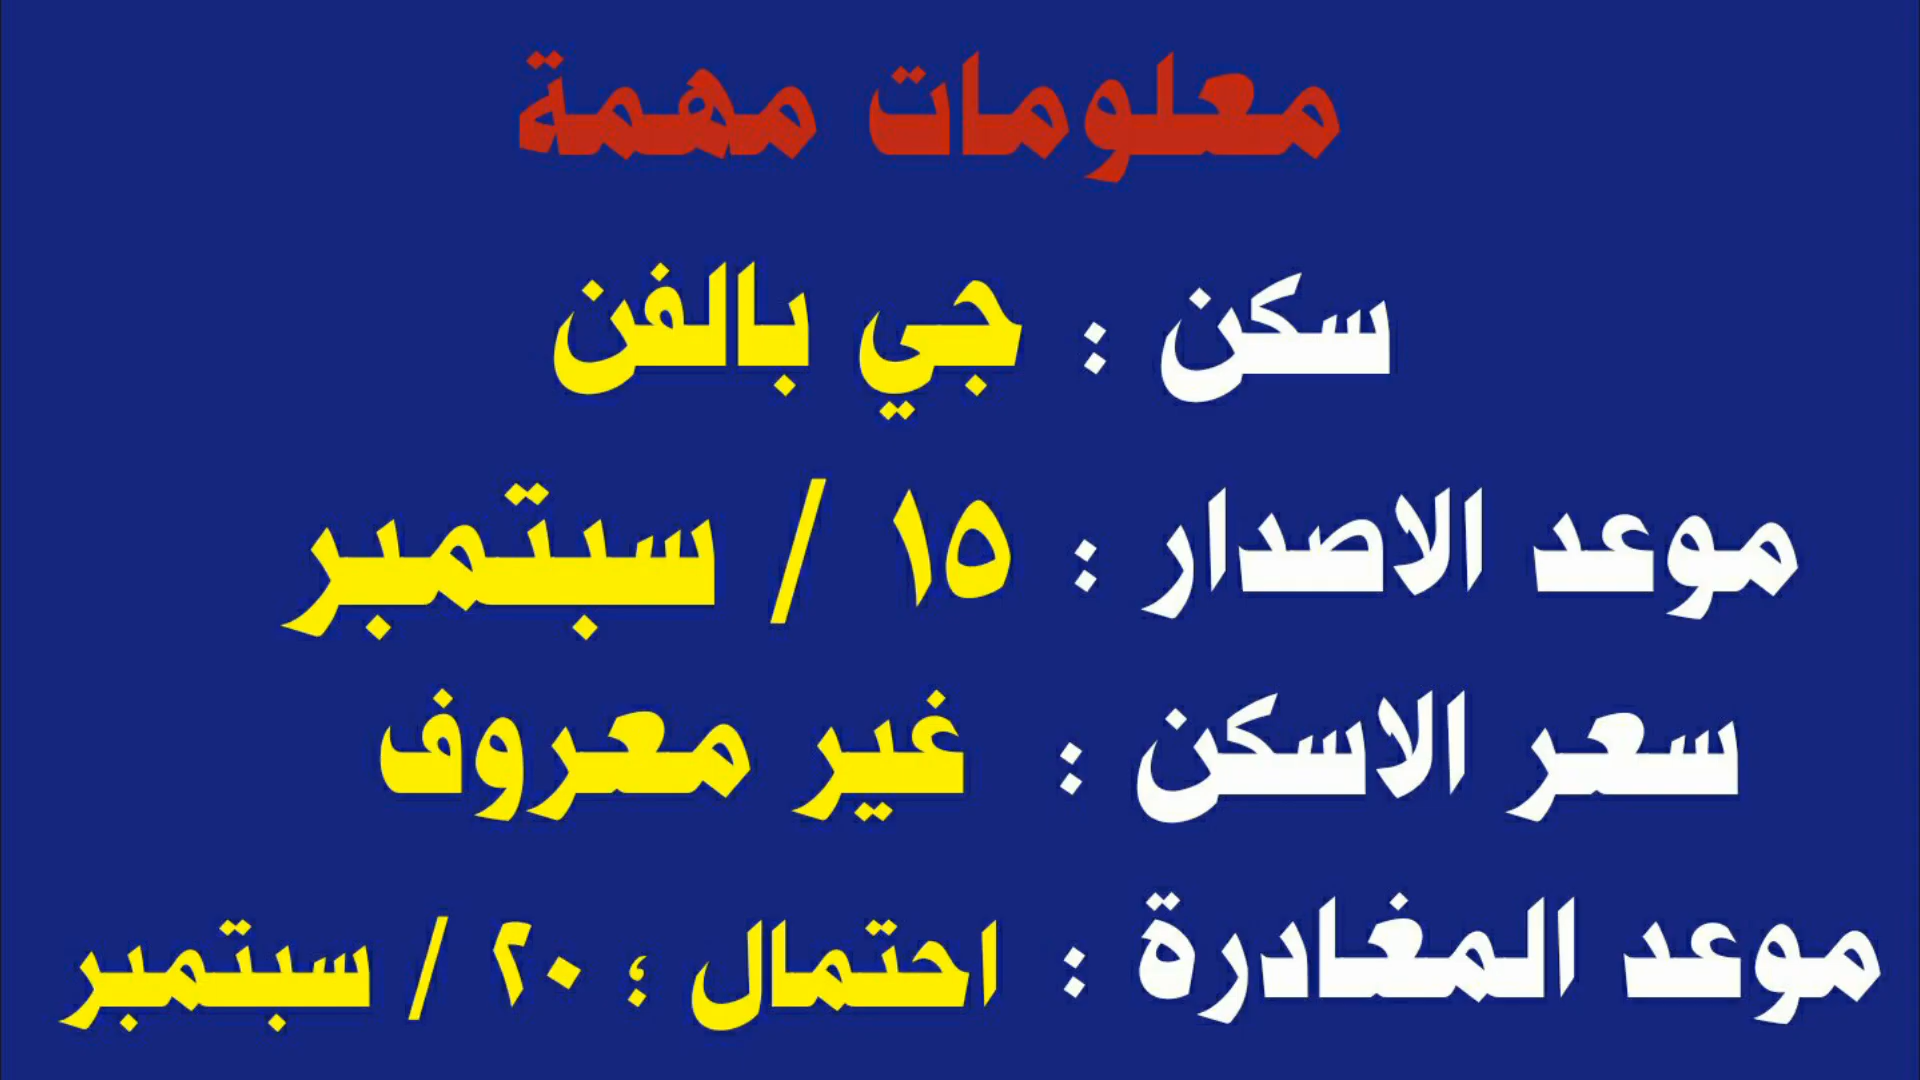 معلومات مهمة
سكن : جي بالفن
موعد الاصدار : ١٥ / سبتمبر
سعر الاسكن : غير معروف
موعد المغادرة : احتمال ؛ ٢٠ / سبتمبر